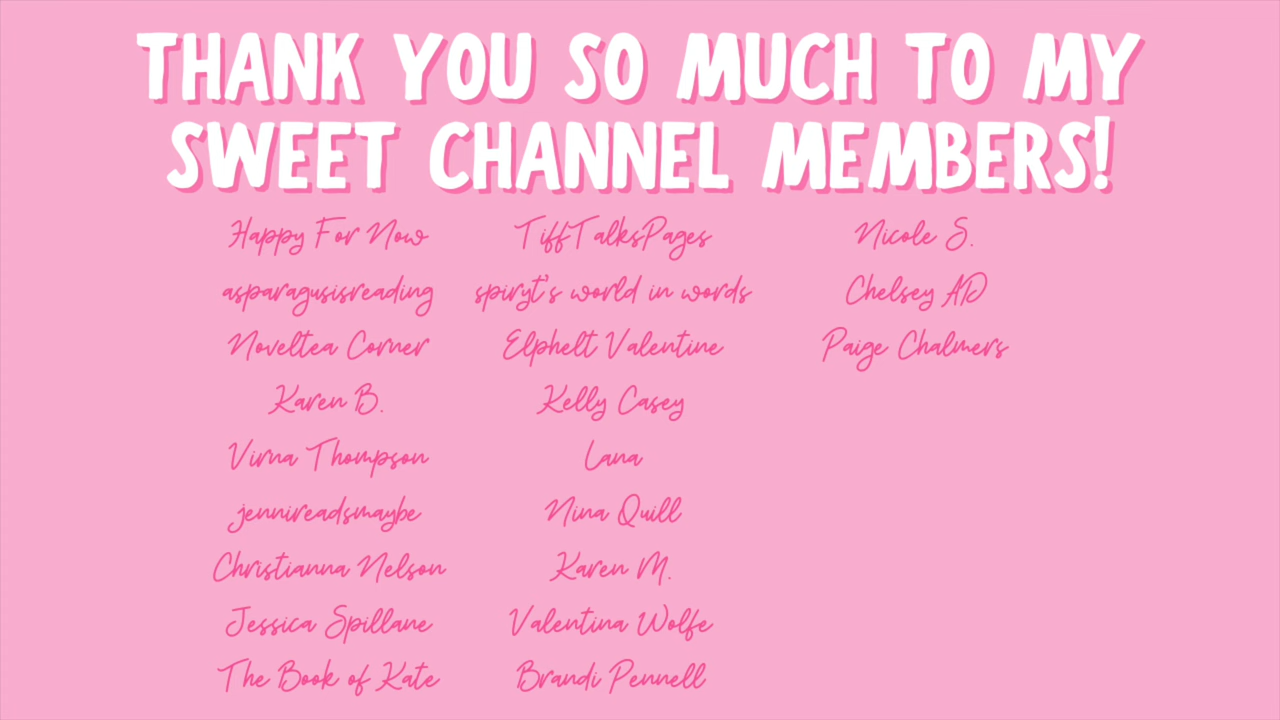 THANK YOU SO MUCH TO MY
SWEET CHANNEL MEMBERS!
Happy For Now
asparagusisreading
Noveltea Corner
Karen B.
Virna Thompson
jennireadsmaybe
Christianna Nelson
Jessica Spillane
The Book of Kate
TiffTalksPages
spiryt's world in words
Elphelt Valentine
Kelly Casey
Lana
Nina Quill
Karen M.
Valentina Wolfe
Brandi Pennell
Nicole S.
Chelsey AD
Paige Chalmers